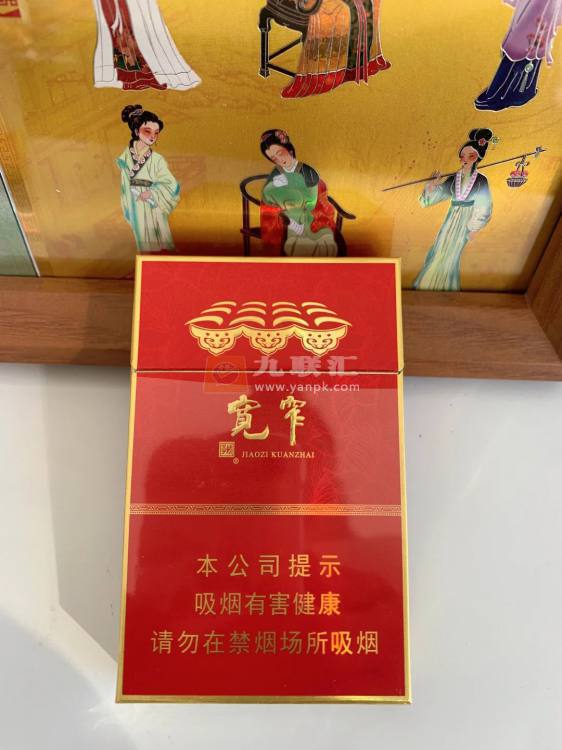 九联汇
www.yanpk.com
宽窄
JIAOZI KUANZHAI
本公司提示
吸烟有害健康
请勿在禁烟场所吸烟